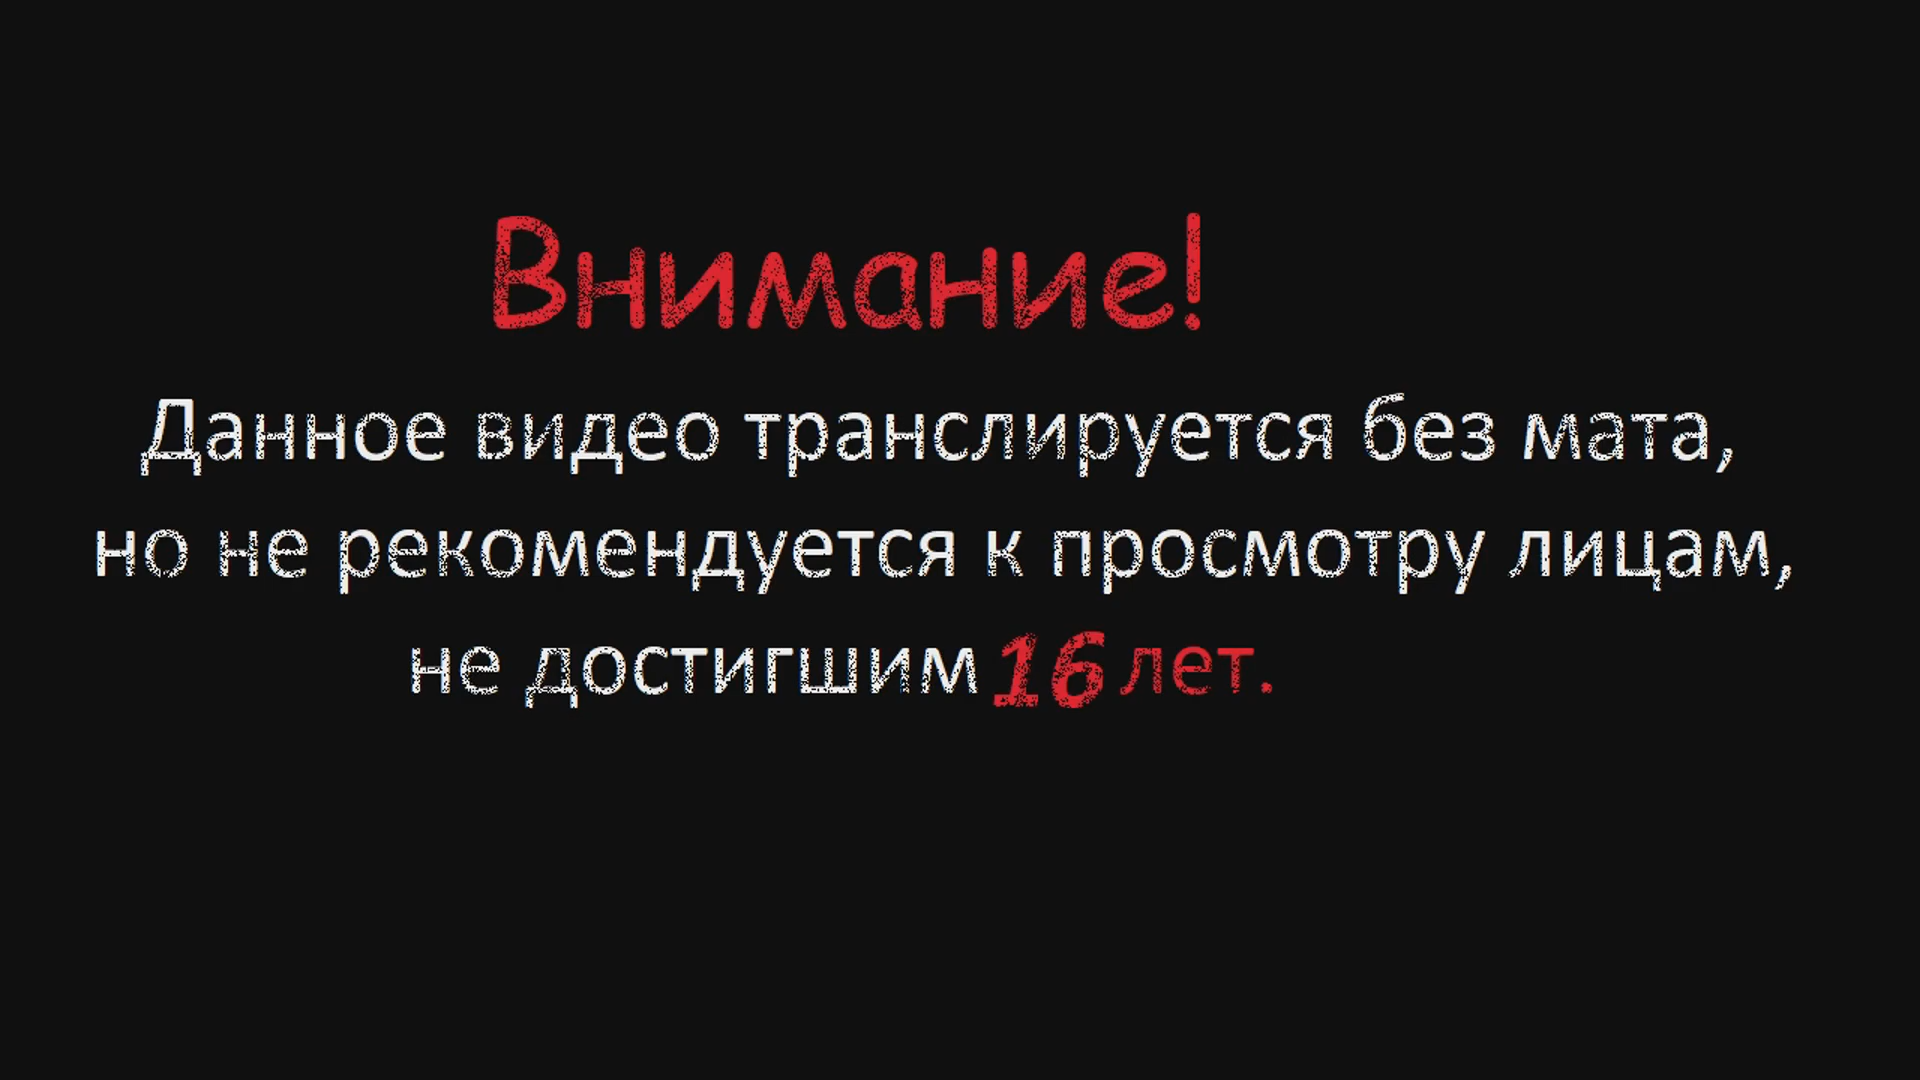 Внимание!
Данное видео транслируется без мата,
но не рекомендуется к просмотру лицам,
не достигшим 16 лет.